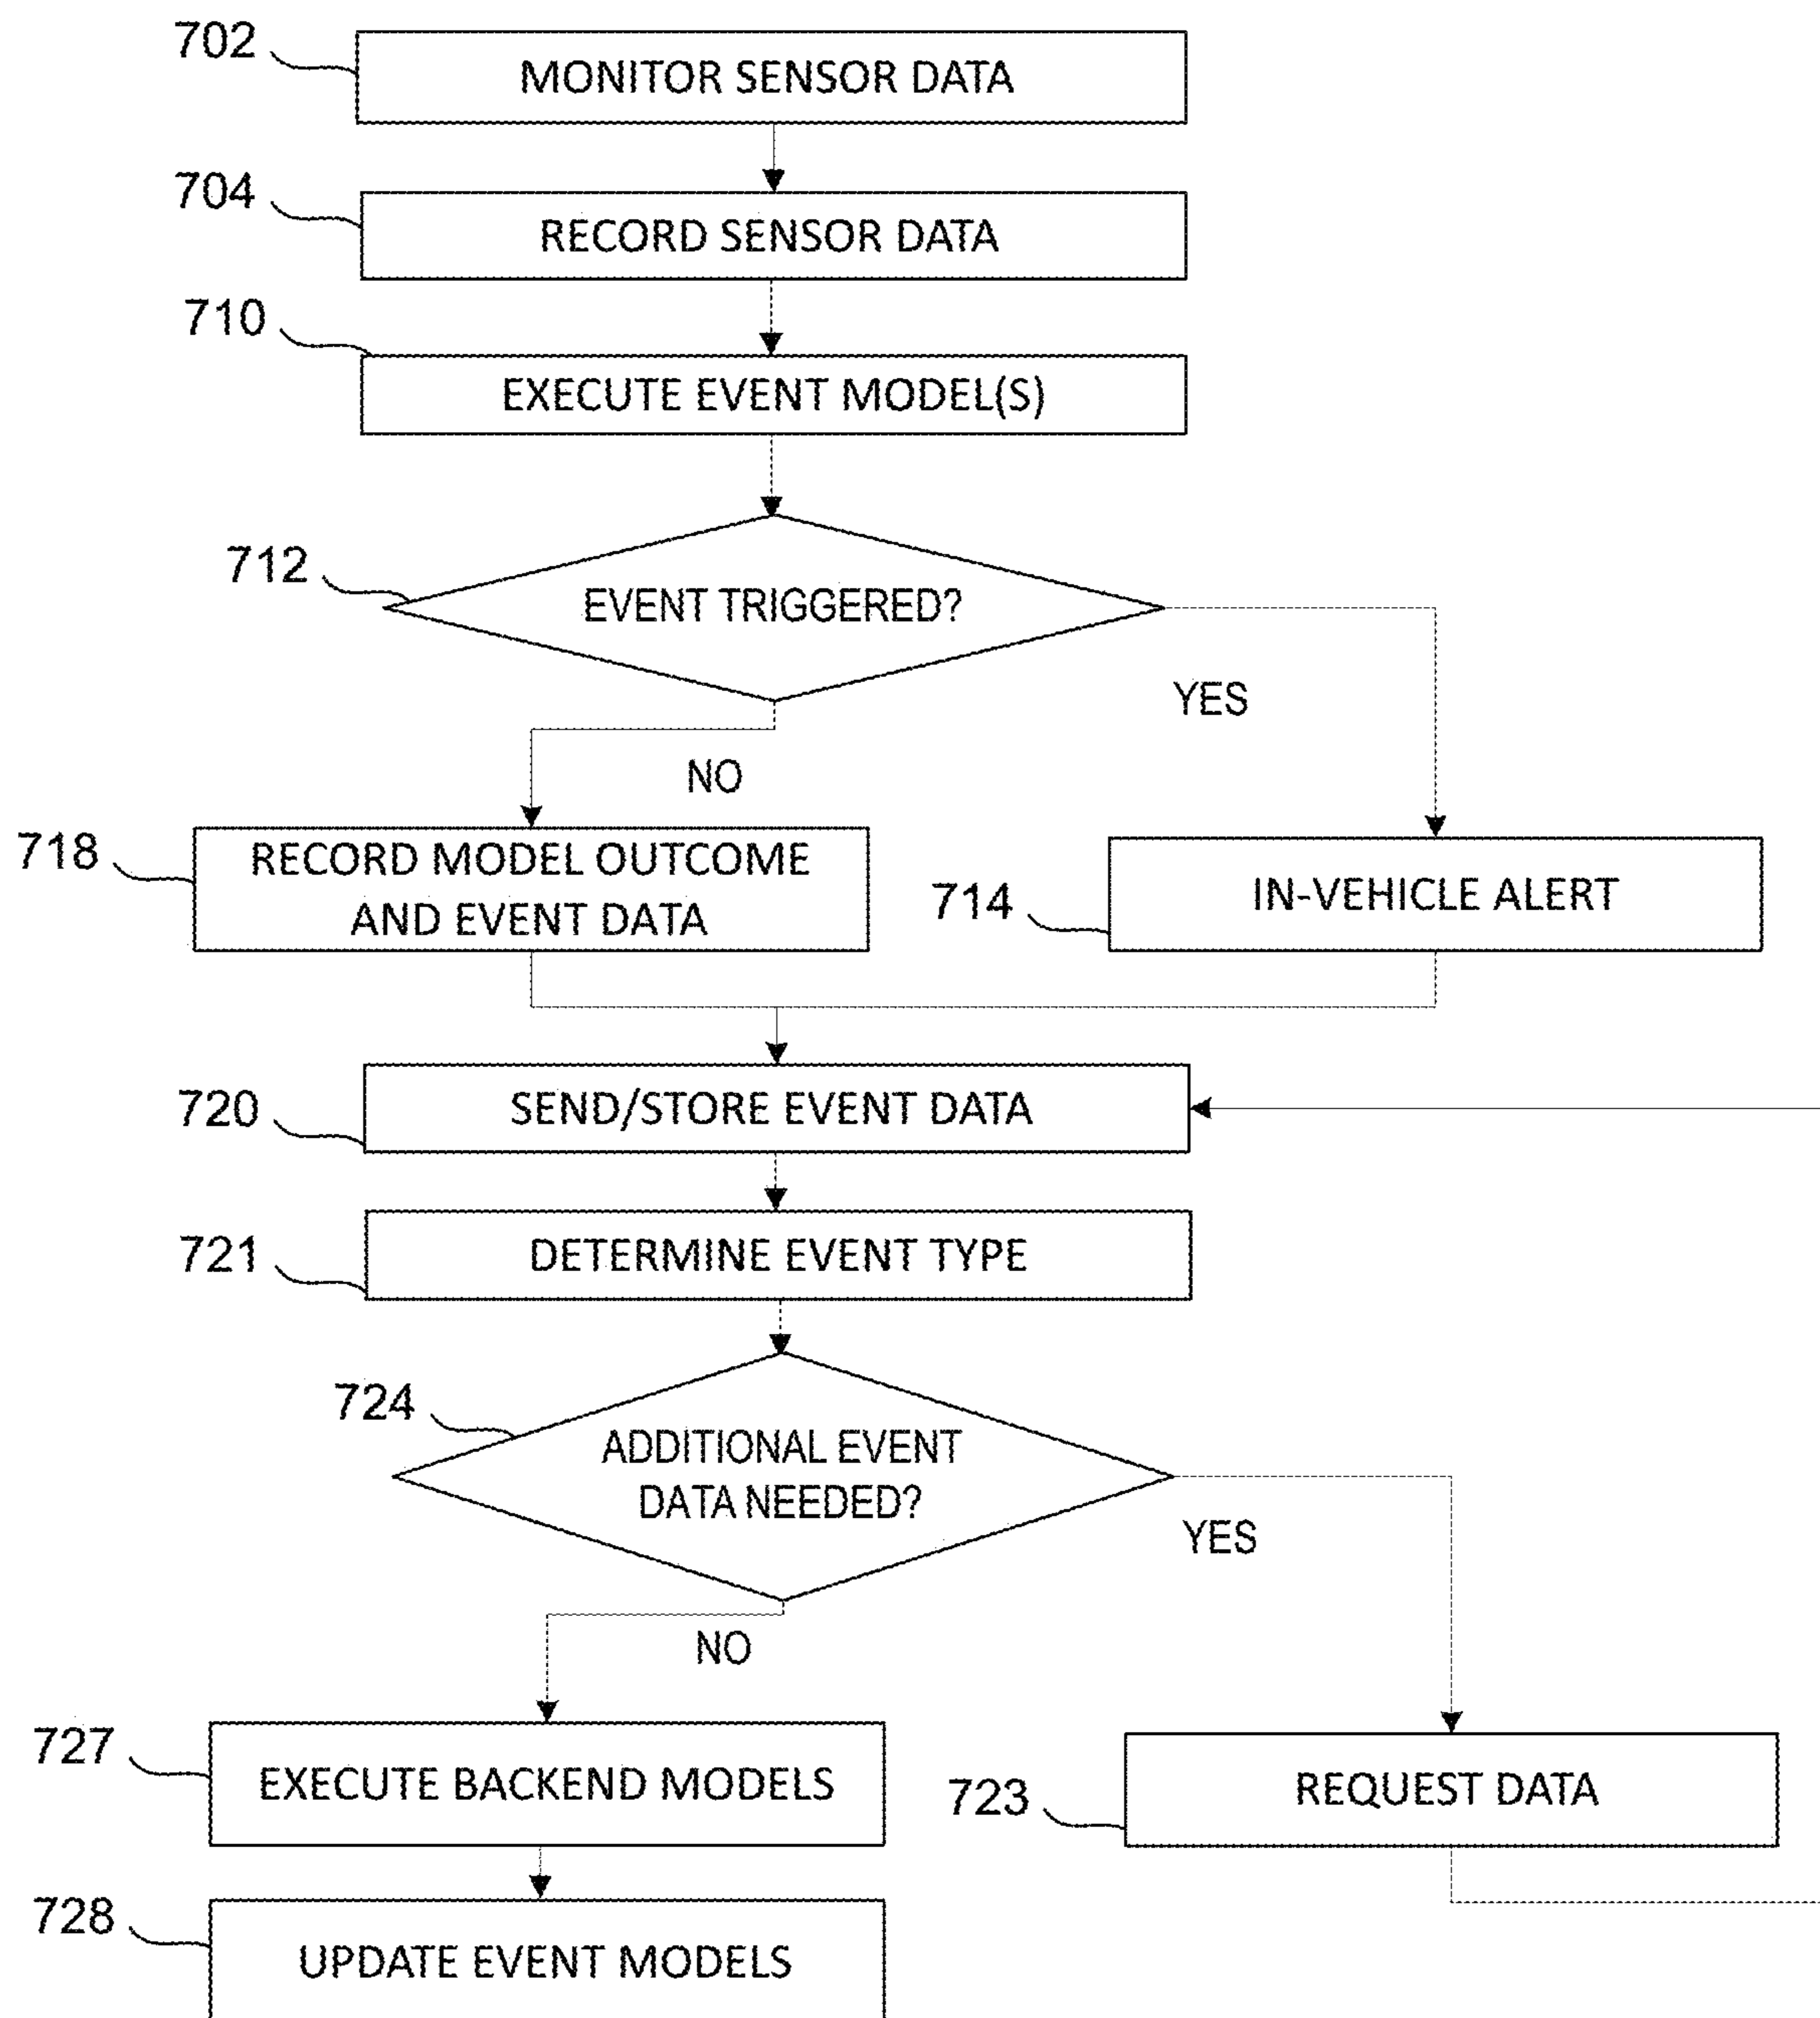 702
MONITOR SENSOR DATA
704
RECORD SENSOR DATA
710
EXECUTE EVENT MODEL(S)
712
EVENT TRIGGERED?
YES
NO
718
RECORD MODEL OUTCOME
AND EVENT DATA
714
IN-VEHICLE ALERT
720
SEND/STORE EVENT DATA
721
DETERMINE EVENT TYPE
724
ADDITIONAL EVENT
DATA NEEDED?
YES
NO
727
EXECUTE BACKEND MODELS
723
REQUEST DATA
728
UPDATE EVENT MODELS